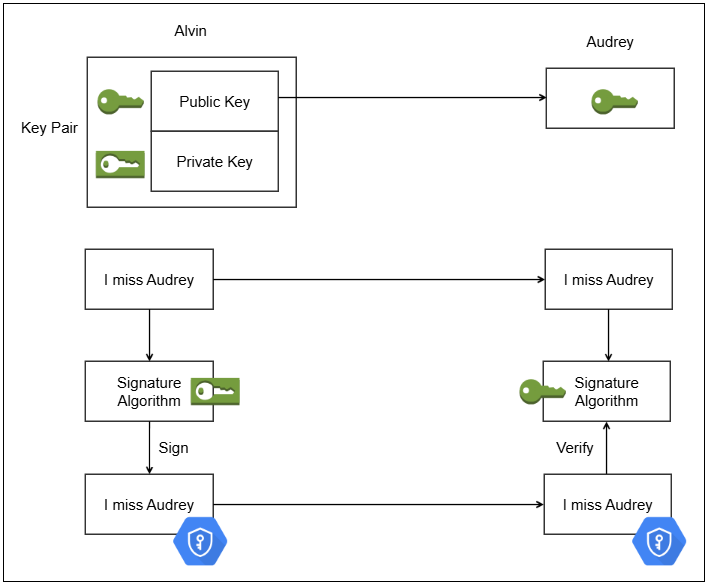 Alvin
Audrey
Public Key
Key Pair
Private Key
I miss Audrey
I miss Audrey
Signature
Algorithm
Signature
Algorithm
Sign
Verify
I miss Audrey
I miss Audrey